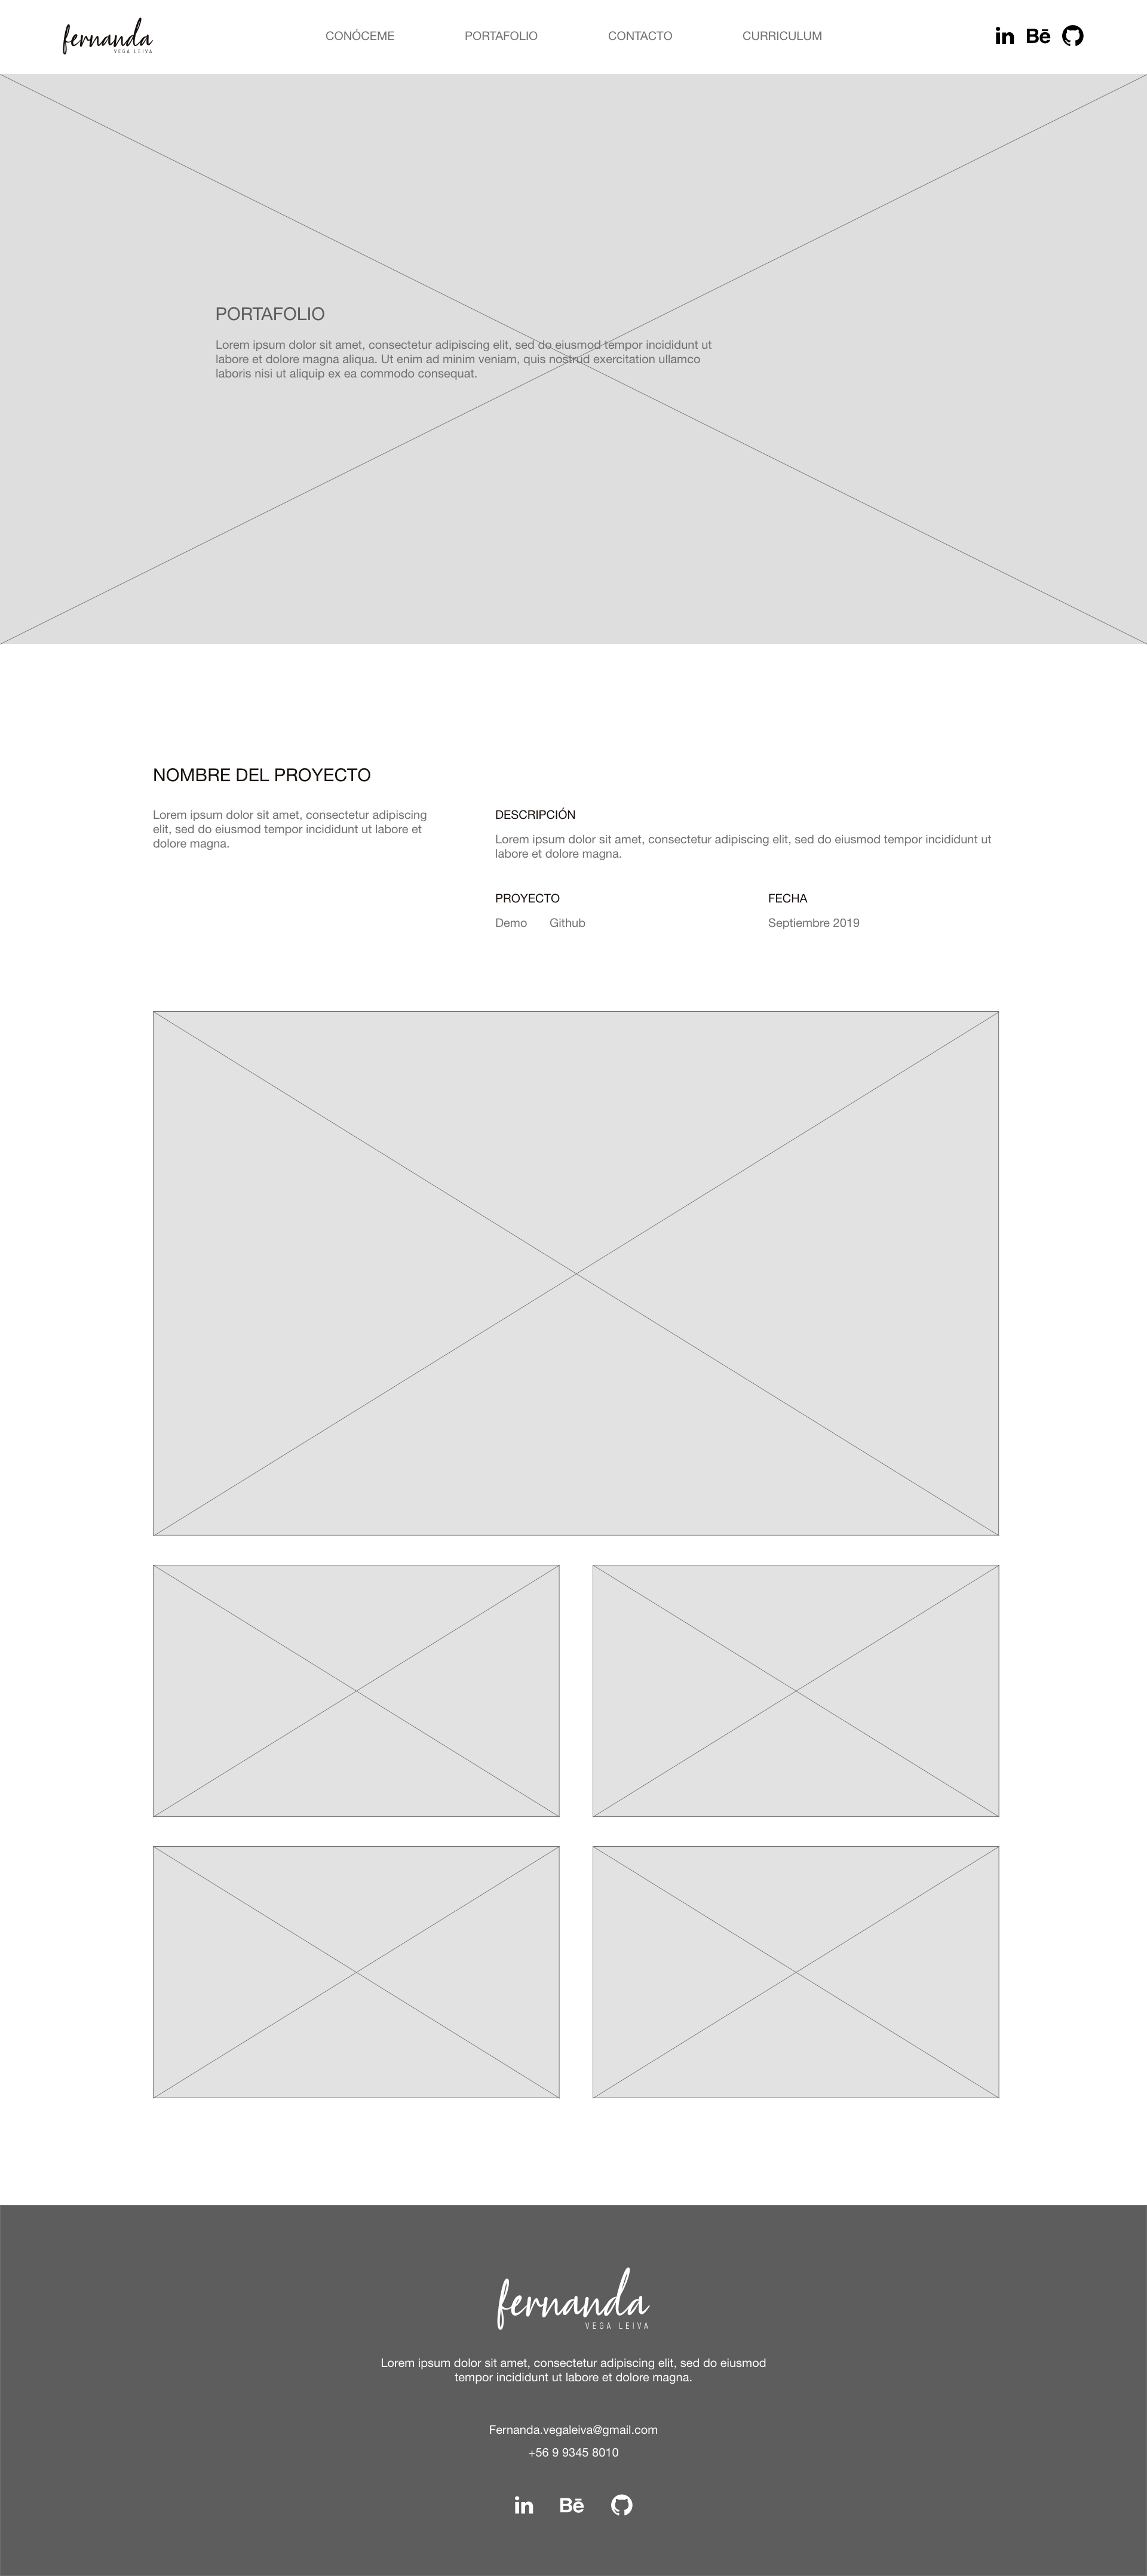 fernanda
VEGA LEIVA
CONÓCEME PORTAFOLIO CONTACTO CURRICULUM
in Bē
PORTAFOLIO
Lorem ipsum dolor sit amet, consectetur adipiscing elit, sed do eiusmod tempor incididunt ut
labore et dolore magna aliqua. Ut enim ad minim veniam, quis nostrud exercitation ullamco
laboris nisi ut aliquip ex ea commodo consequat.
NOMBRE DEL PROYECTO
Lorem ipsum dolor sit amet, consectetur adipiscing
elit, sed do eiusmod tempor incididunt ut labore et
dolore magna.
DESCRIPCIÓN
Lorem ipsum dolor sit amet, consectetur adipiscing elit, sed do eiusmod tempor incididunt ut
labore et dolore magna.
PROYECTO
Demo Github
FECHA
Septiembre 2019
fernanda
VEGA LEIVA
Lorem ipsum dolor sit amet, consectetur adipiscing elit, sed do eiusmod
tempor incididunt ut labore et dolore magna.
Fernanda.vegaleiva@gmail.com
+56 9 9345 8010
in Bē